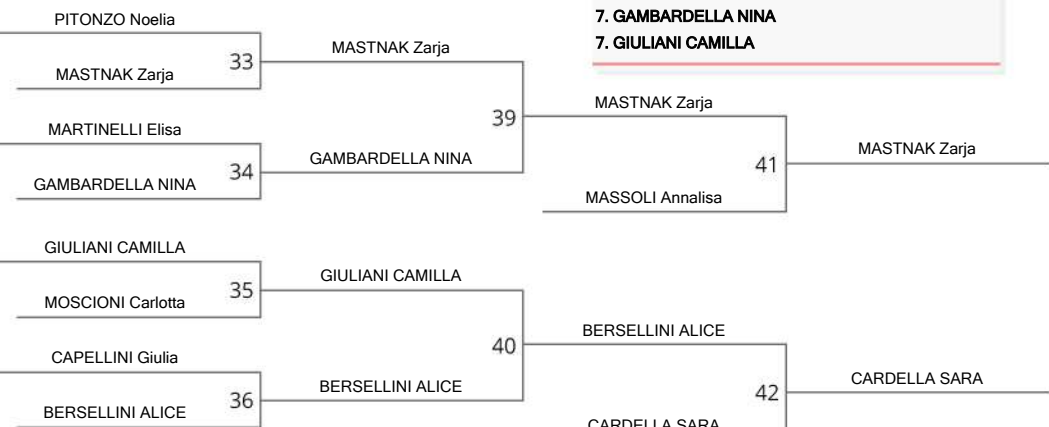 7. GAMBARDELLA NINA
7. GIULIANI CAMILLA
PITONZO Noelia
MASTNAK Zarja
33
MASTNAK Zarja
MARTINELLI Elisa
GAMBARDELLA NINA
34
GAMBARDELLA NINA
39
MASTNAK Zarja
MASSOLI Annalisa
41
MASTNAK Zarja
GIULIANI CAMILLA
MOSCIONI Carlotta
35
GIULIANI CAMILLA
CAPELLINI Giulia
BERSELLINI ALICE
36
BERSELLINI ALICE
40
BERSELLINI ALICE
CARDELLA SARA
42
CARDELLA SARA